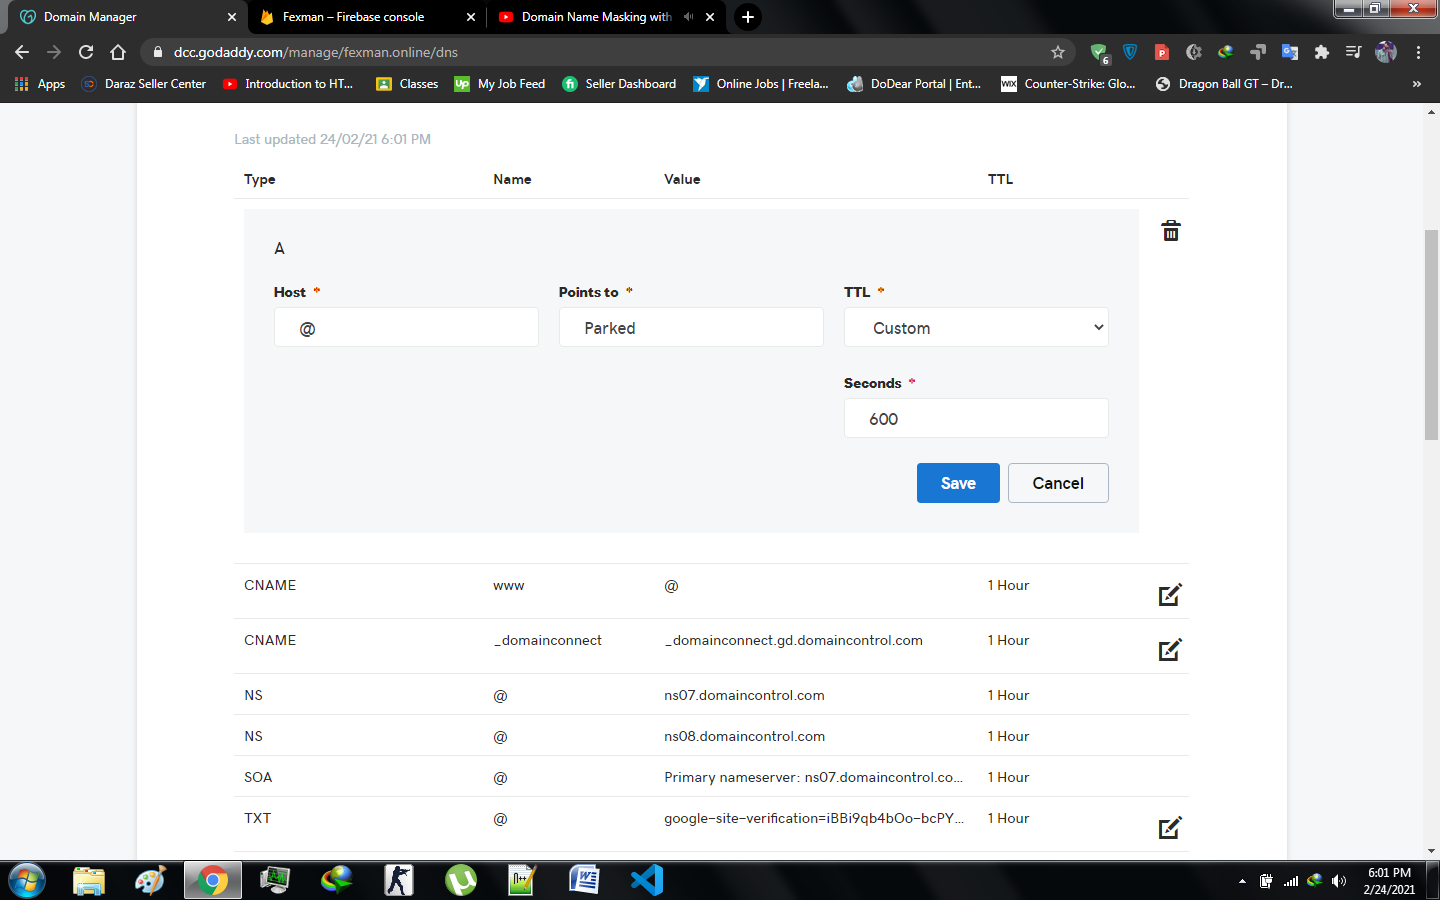 Domain Manager
Fexman – Firebase console
Domain Name Masking with
dcc.godaddy.com/manage/fexman.online/dns
6
Apps
Daraz Seller Center
Introduction to HT...
Classes
My Job Feed
Seller Dashboard
Online Jobs | Freela...
DoDear Portal | Ent...
WIX
Counter-Strike: Glo...
Dragon Ball GT – Dr...
»
Last updated 24/02/21 6:01 PM
Type Name Value TTL
A
Host * Points to * TTL *
@ Parked Custom
Seconds *
600
Save Cancel
CNAME www @ 1 Hour
CNAME _domainconnect _domainconnect.gd.domaincontrol.com 1 Hour
NS @ ns07.domaincontrol.com 1 Hour
NS @ ns08.domaincontrol.com 1 Hour
SOA @ Primary nameserver: ns07.domaincontrol.co... 1 Hour
TXT @ google-site-verification=iBBi9qb4bOo-bcPY... 1 Hour
6:01 PM
2/24/2021